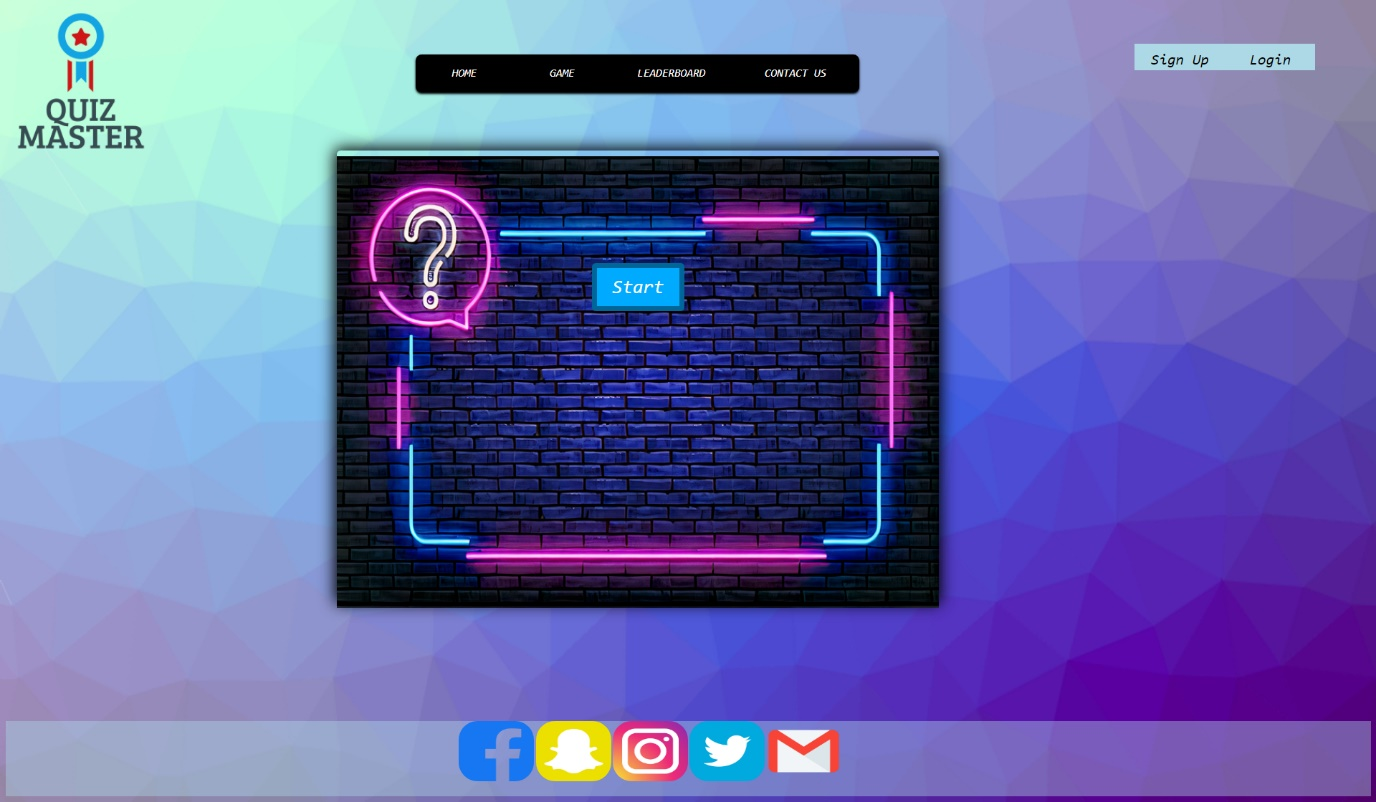 QUIZ
MASTER
HOME GAME LEADERBOARD CONTACT US
Sign Up Login
?
Start